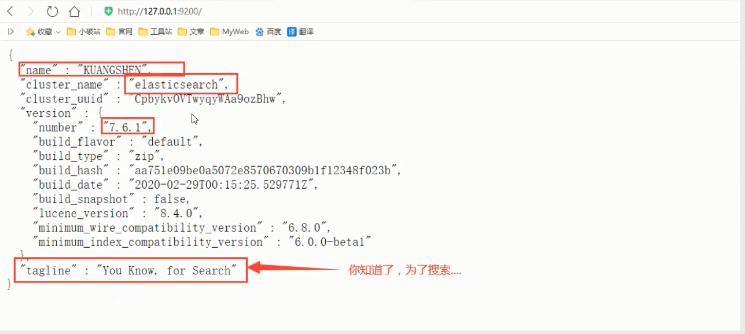 http://127.0.0.1:9200/
收藏 小破站 官网 工具站 文章 MyWeb 百度 译 翻译
{
"name" : "KUANGSHEN",
"cluster_name" : "elasticsearch",
"cluster_uuid" : "CpbykvOVTwyqyWAa9ozBhw",
"version" : {
"number" : "7.6.1",
"build_flavor" : "default",
"build_type" : "zip",
"build_hash" : "aa751e09be0a5072e8570670309b1f12348f023b",
"build_date" : "2020-02-29T00:15:25.529771Z",
"build_snapshot" : false,
"lucene_version" : "8.4.0",
"minimum_wire_compatibility_version" : "6.8.0",
"minimum_index_compatibility_version" : "6.0.0-beta1"
},
"tagline" : "You Know, for Search"
你知道了，为了搜索....
}